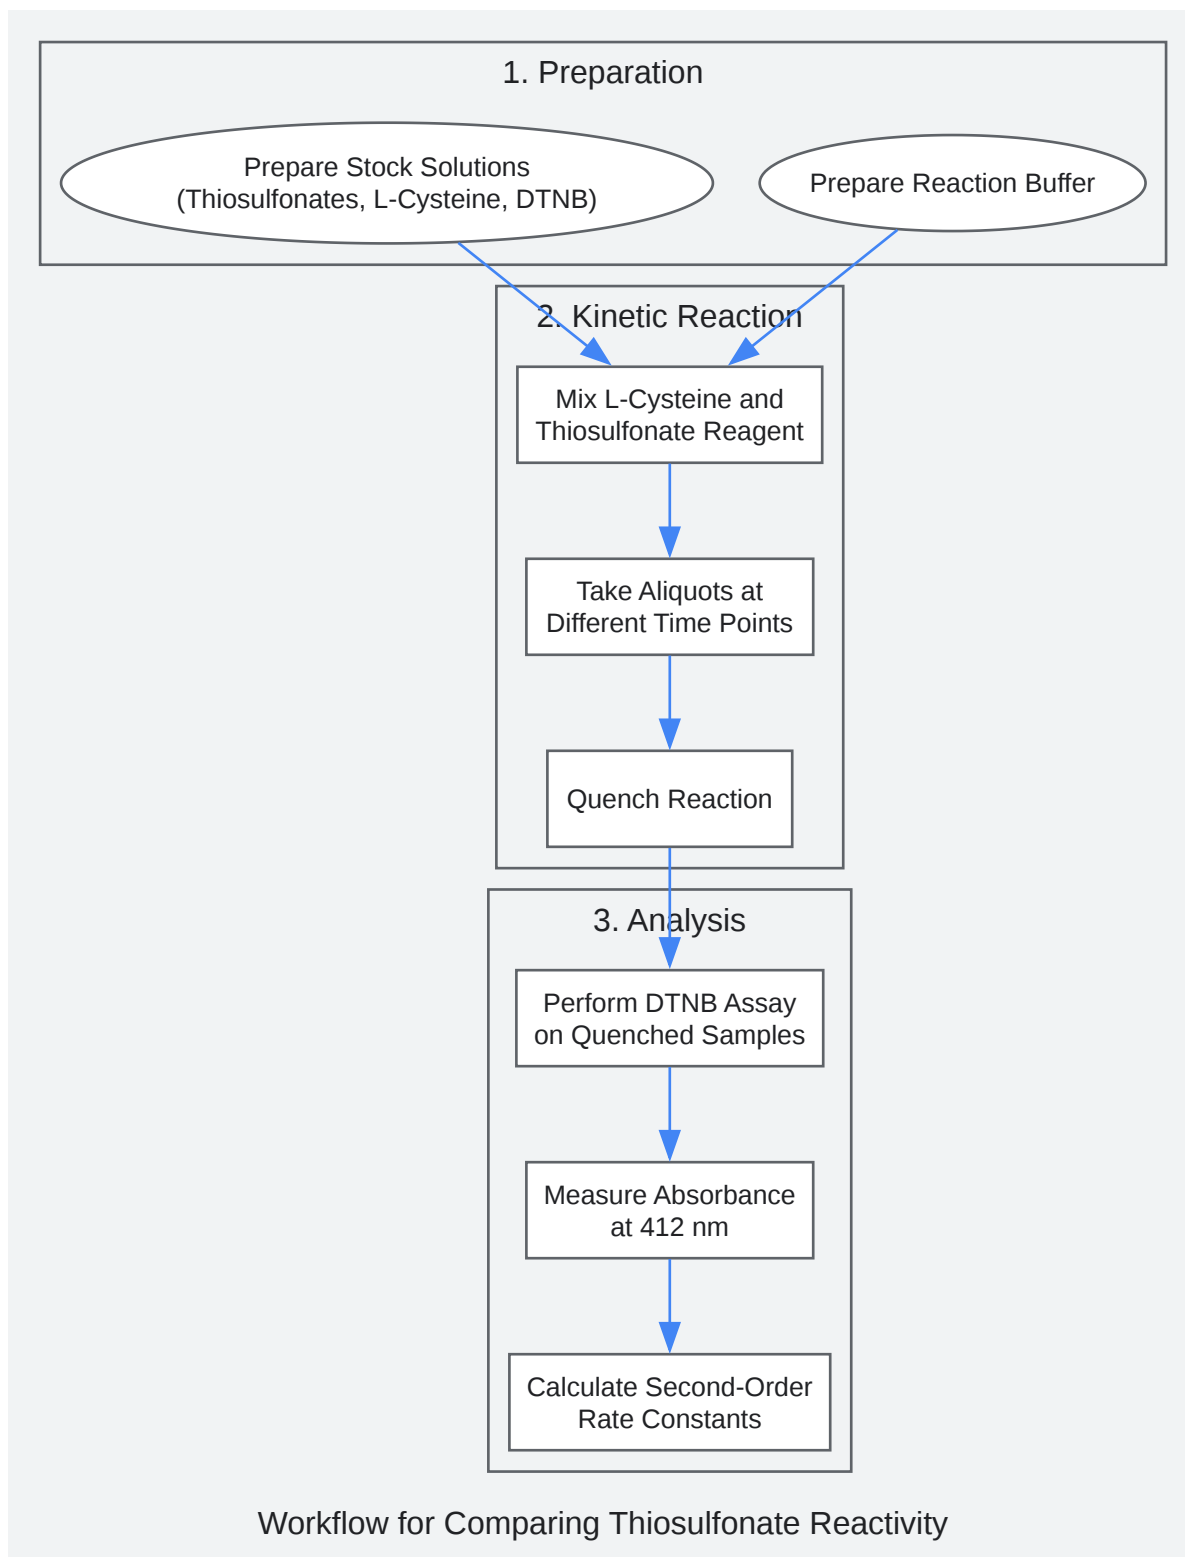 1. Preparation
Prepare Stock Solutions
(Thiosulfonates, L-Cysteine, DTNB)
Prepare Reaction Buffer
2. Kinetic Reaction
Mix L-Cysteine and
Thiosulfonate Reagent
Take Aliquots at
Different Time Points
Quench Reaction
3. Analysis
Perform DTNB Assay
on Quenched Samples
Measure Absorbance
at 412 nm
Calculate Second-Order
Rate Constants
Workflow for Comparing Thiosulfonate Reactivity